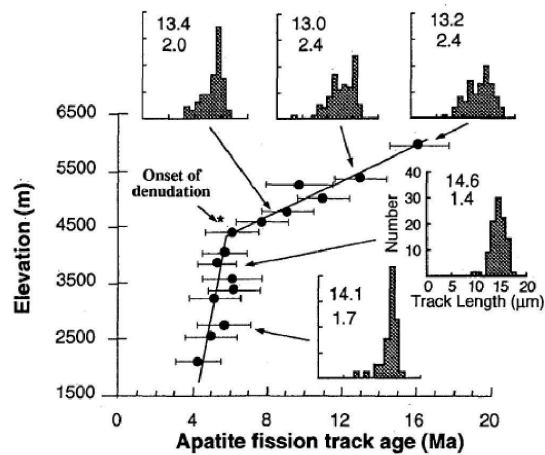 13.4
2.0
13.0
2.4
13.2
2.4
6500
5500
4500
3500
2500
1500
Elevation (m)
Onset of
denudation
*
14.6
1.4
40
30
20
10
0
Number
0 5 10 15 20
Track Length (μm)
14.1
1.7
0 4 8 12 16 20
Apatite fission track age (Ma)